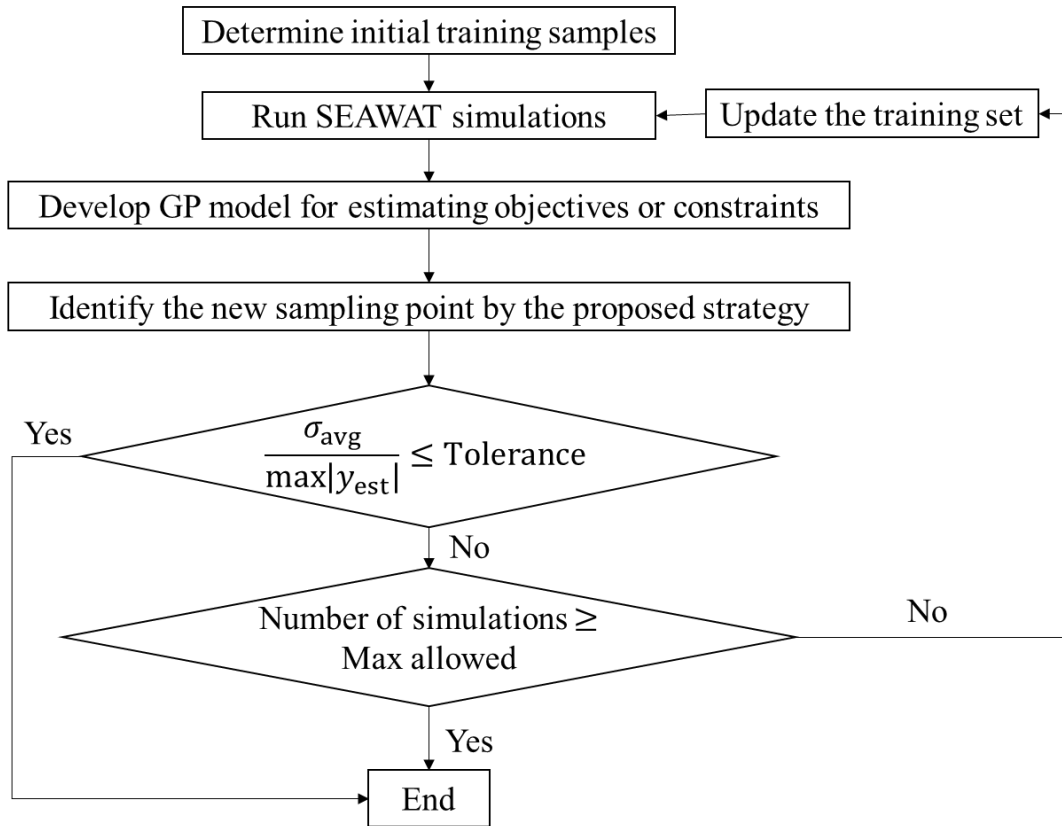 Determine initial training samples
Run SEAWAT simulations
Update the training set
Develop GP model for estimating objectives or constraints
Identify the new sampling point by the proposed strategy
Yes
σavg / max|yest| ≤ Tolerance
No
Number of simulations ≥
Max allowed
No
Yes
End